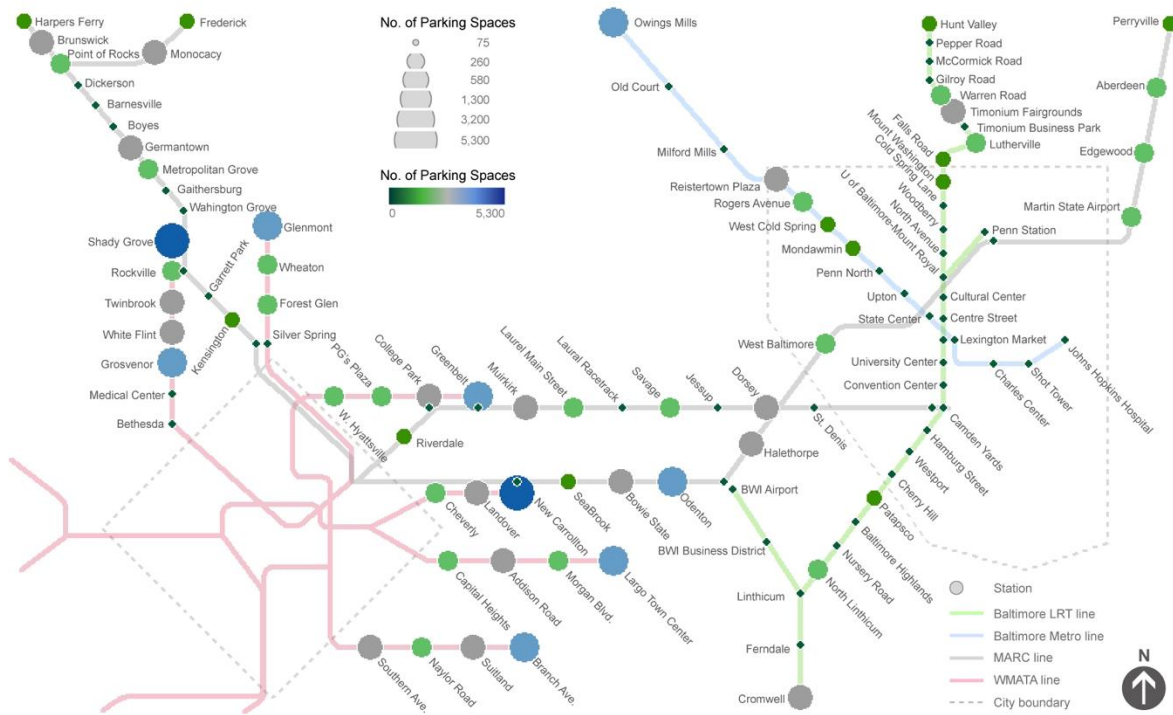 Harpers Ferry
Frederick
Brunswick
Point of Rocks
Monocacy
Dickerson
Barnesville
Boyes
Germantown
Metropolitan Grove
Gaithersburg
Wahington Grove
Shady Grove
Rockville
Twinbrook
White Flint
Grosvenor
Medical Center
Bethesda
Garrett Park
Kensington
Glenmont
Wheaton
Forest Glen
Silver Spring
No. of Parking Spaces
75
260
580
1,300
3,200
5,300
No. of Parking Spaces
0
5,300
W. Hyattsville
PG's Plaza
College Park
Greenbelt
Muirkirk
Laurel Main Street
Laural Racetrack
Savage
Jessup
Dorsey
St. Denis
Riverdale
Halethorpe
West Baltimore
Cheverly
Landover
New Carrollton
SeaBrook
Bowie State
Odenton
BWI Airport
Capital Heights
Addison Road
Morgan Blvd.
Largo Town Center
Southern Ave.
Naylor Road
Suitland
Branch Ave.
Owings Mills
Old Court
Milford Mills
Reistertown Plaza
Rogers Avenue
West Cold Spring
Mondawmin
Penn North
Upton
State Center
Lexington Market
Charles Center
Shot Tower
Johns Hopkins Hospital
Hunt Valley
Pepper Road
McCormick Road
Gilroy Road
Warren Road
Timonium Fairgrounds
Timonium Business Park
Lutherville
Falls Road
Mount Washington
Cold Spring Lane
Woodberry
North Avenue
U of Baltimore-Mount Royal
Penn Station
Cultural Center
Centre Street
University Center
Convention Center
Camden Yards
Hamburg Street
Westport
Cherry Hill
Patapsco
Baltimore Highlands
Nursery Road
North Linthicum
BWI Business District
Linthicum
Ferndale
Cromwell
Perryville
Aberdeen
Edgewood
Martin State Airport
Station
Baltimore LRT line
Baltimore Metro line
MARC line
WMATA line
City boundary
N